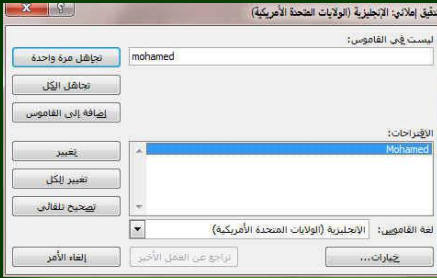 تدقيق إملائي: الإنجليزية (الولايات المتحدة الأمريكية)
ليست في القاموس:
mohamed
تجاهل مرة واحدة
تجاهل الكل
إضافة إلى القاموس
الاقتراحات:
Mohamed
تغيير
تغيير الكل
تصحيح تلقائي
لغة القاموس: الانجليزية (الولايات المتحدة الأمريكية)
خيارات...
تراجع عن العمل الأخير
إلغاء الأمر